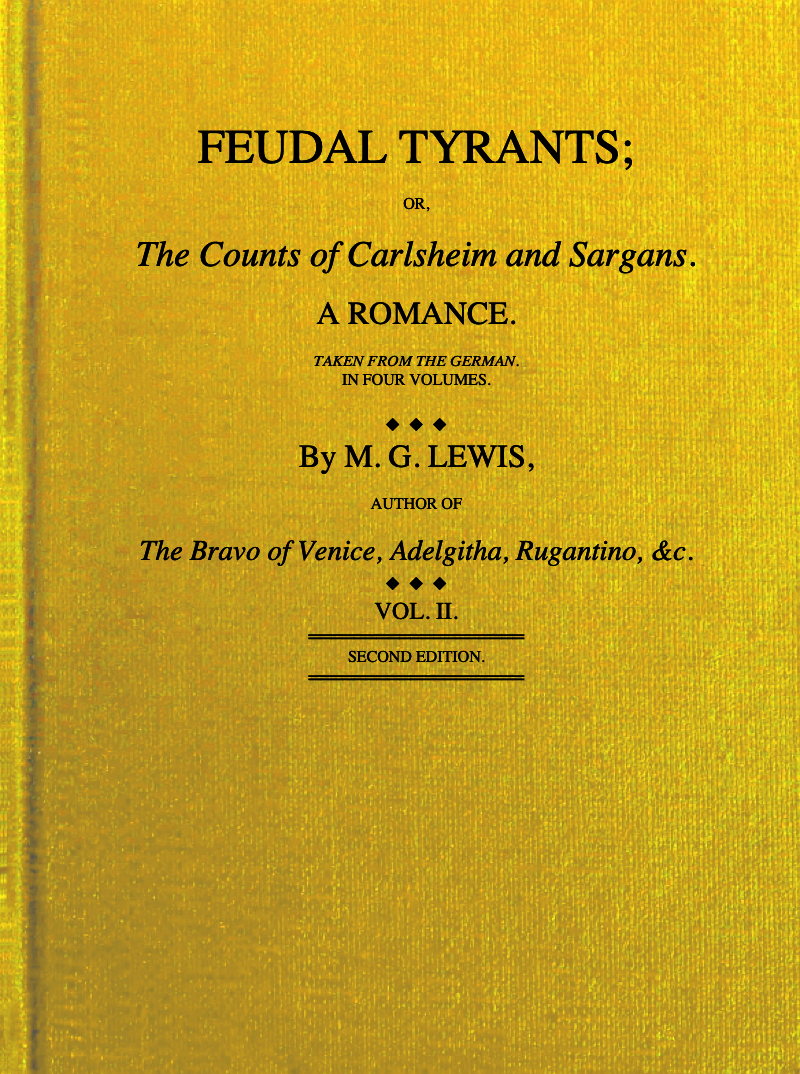 FEUDAL TYRANTS;
OR,
The Counts of Carlsheim and Sargans.
A ROMANCE.
TAKEN FROM THE GERMAN.
IN FOUR VOLUMES.
◆ ◆ ◆
By M. G. LEWIS,
AUTHOR OF
The Bravo of Venice, Adelgitha, Rugantino, &c.
◆ ◆ ◆
VOL. II.
SECOND EDITION.